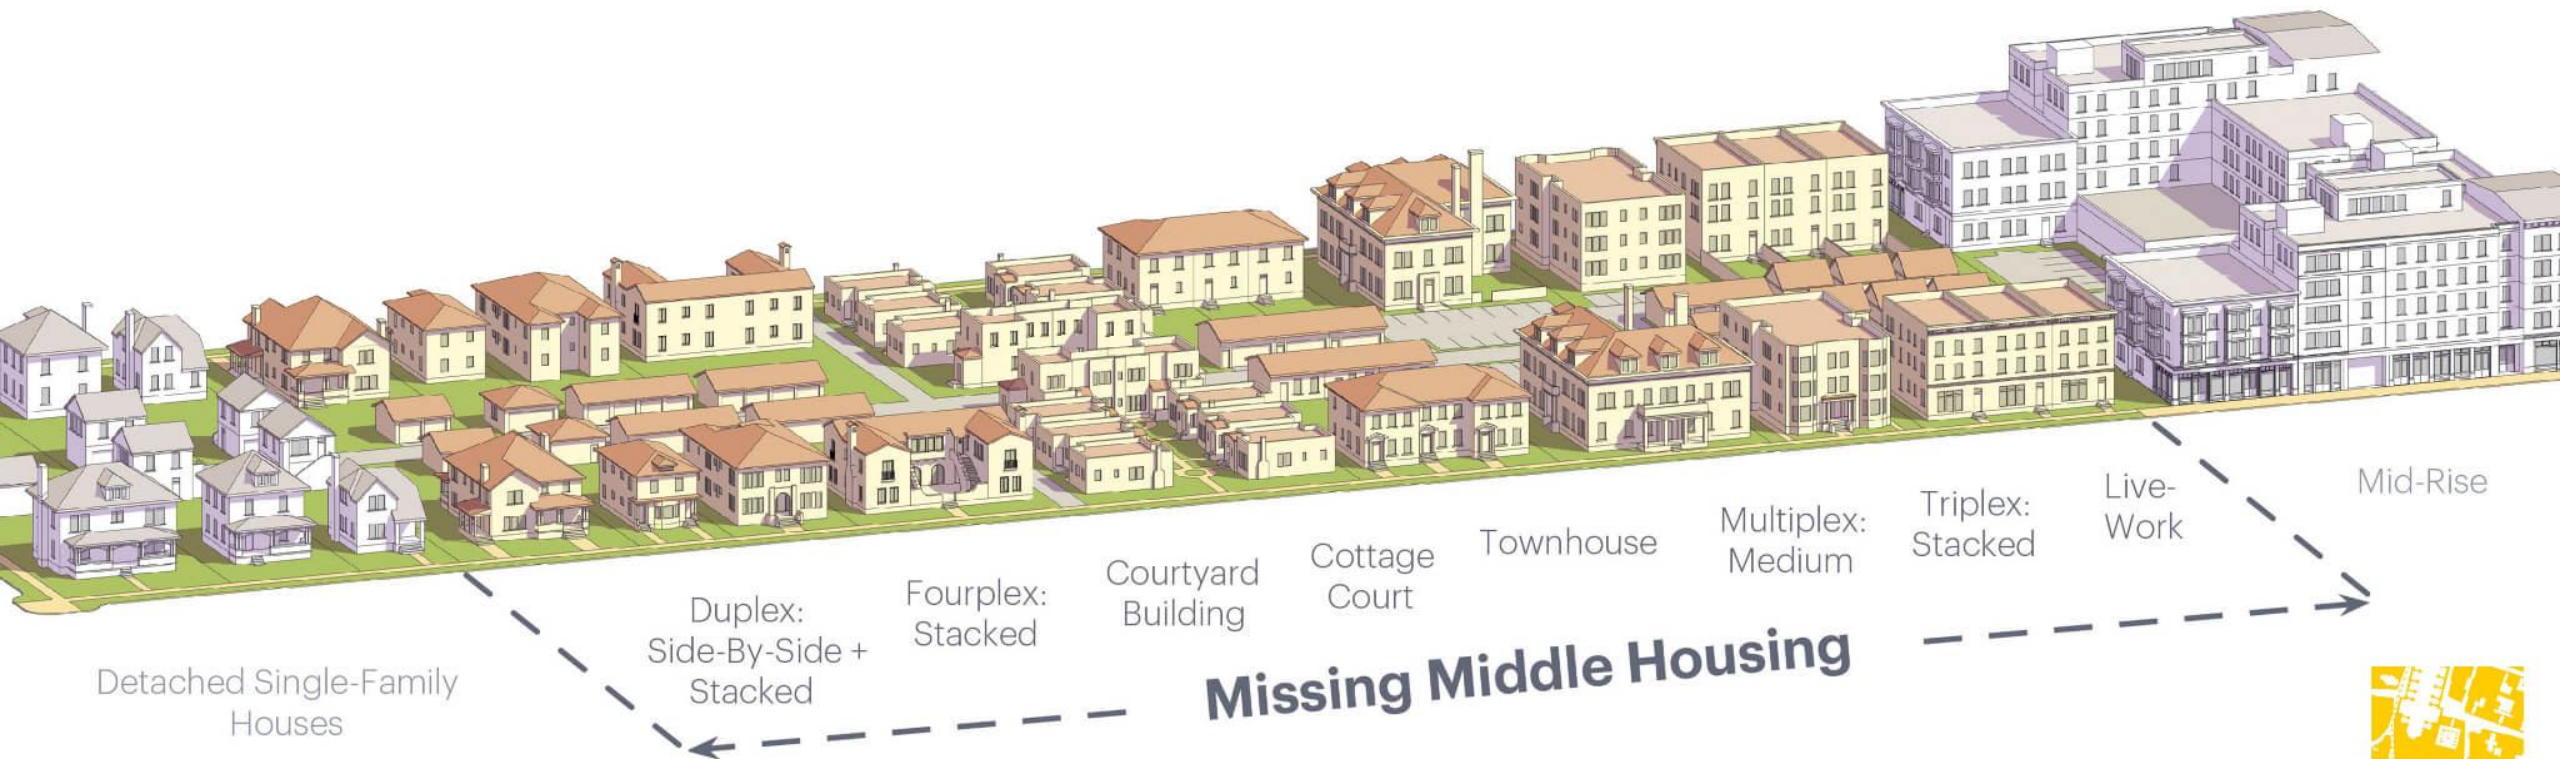 Detached Single-Family
Houses
Duplex:
Side-By-Side +
Stacked
Fourplex:
Stacked
Courtyard
Building
Cottage
Court
Townhouse
Multiplex:
Medium
Triplex:
Stacked
Live-
Work
Mid-Rise
Missing Middle Housing